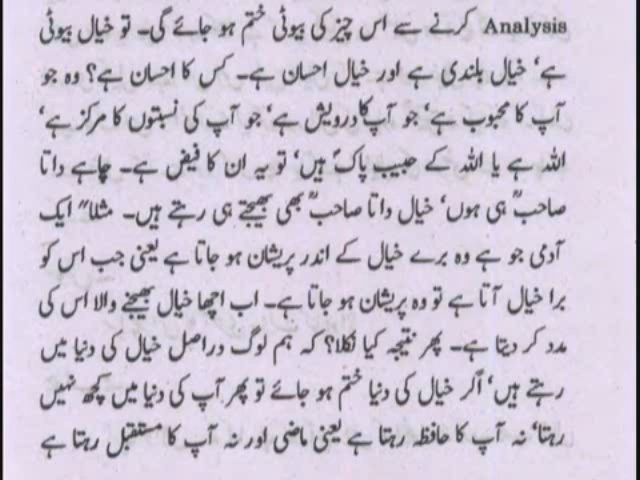 Analysis کرنے سے اس چیز کی بیوٹی ختم ہو جائے گی۔ تو خیال بیوٹی
ہے‘ خیال بلندی ہے اور خیال احسان ہے۔ کس کا احسان ہے؟ وہ جو
آپ کا محبوب ہے‘ جو آپ کا درویش ہے‘ جو آپ کی نسبتوں کا مرکز ہے‘
اللہ ہے یا اللہ کے حبیب پاکؐ ہیں‘ تو یہ ان کا فیض ہے۔ چاہے داتا
صاحبؒ ہی ہوں‘ خیال داتا صاحبؒ بھی بھیجتے ہی رہتے ہیں۔ مثلا" ایک
آدمی جو ہے وہ برے خیال کے اندر پریشان ہو جاتا ہے یعنی جب اس کو
برا خیال آتا ہے تو وہ پریشان ہو جاتا ہے۔ اب اچھا خیال بھیجنے والا اس کی
مدد کر دیتا ہے۔ پھر نتیجہ کیا نکلا؟ کہ ہم لوگ دراصل خیال کی دنیا میں
رہتے ہیں‘ اگر خیال کی دنیا ختم ہو جائے تو پھر آپ کی دنیا میں کچھ نہیں
رہتا‘ نہ آپ کا حافظہ رہتا ہے یعنی ماضی اور نہ آپ کا مستقبل رہتا ہے